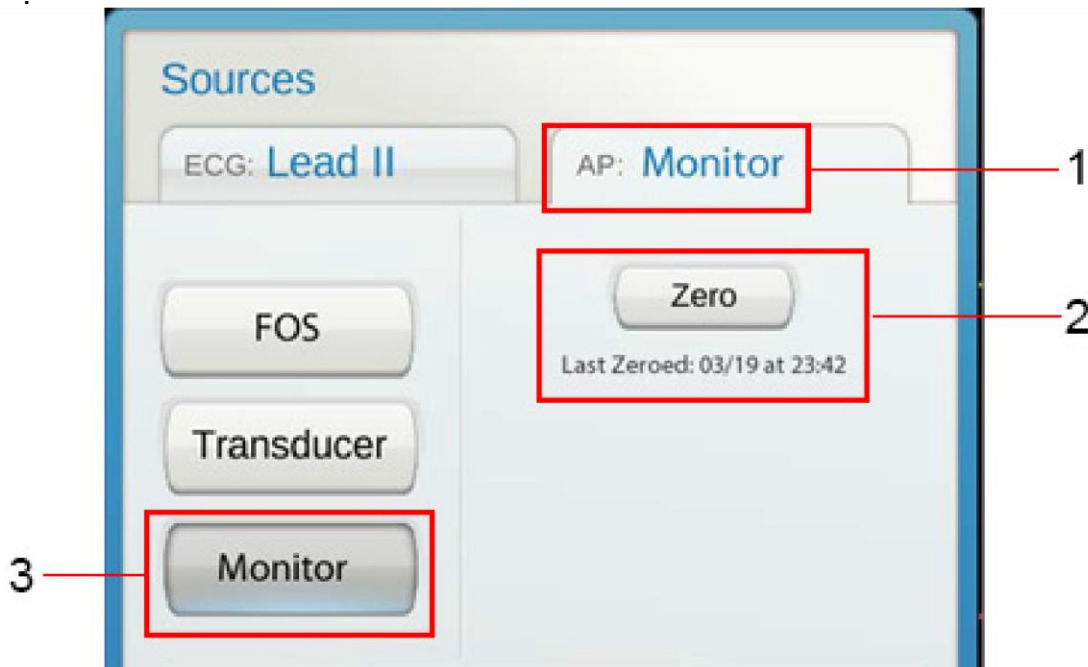 Sources
ECG: Lead II
AP: Monitor
1
Zero
Last Zeroed: 03/19 at 23:42
2
FOS
Transducer
Monitor
3